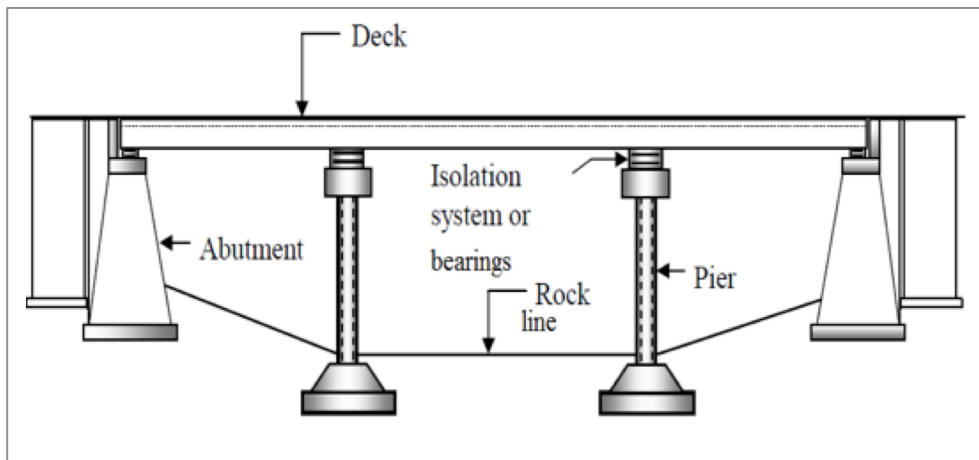 Deck
Isolation
system or
bearings
Abutment
Pier
Rock
line